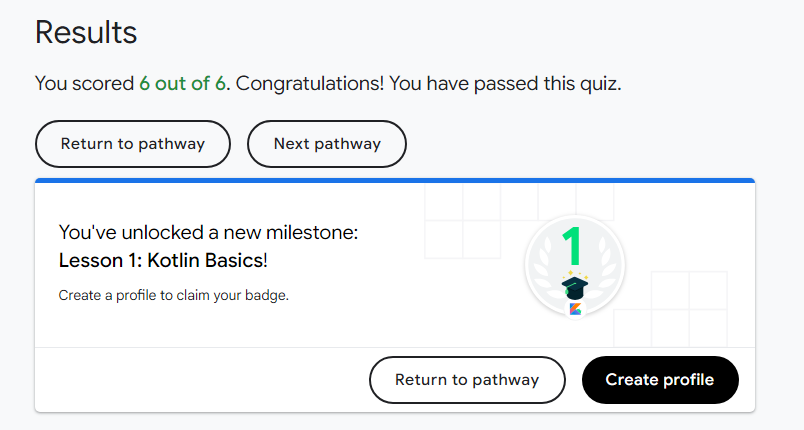 Results
You scored 6 out of 6. Congratulations! You have passed this quiz.
Return to pathway
Next pathway
You've unlocked a new milestone:
Lesson 1: Kotlin Basics!
Create a profile to claim your badge.
1
Return to pathway
Create profile